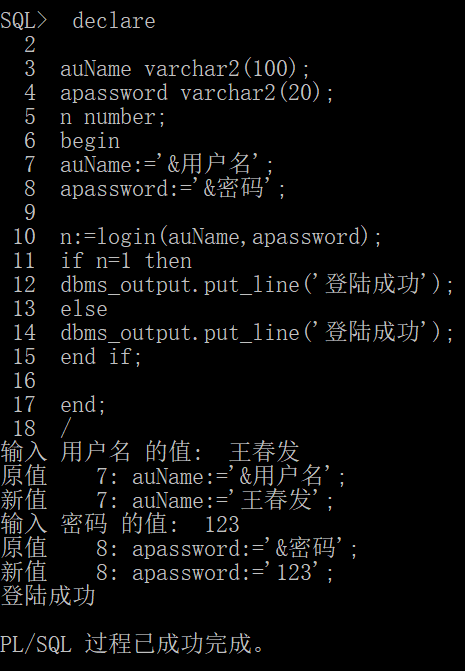 SQL>  declare
  2
  3  auName varchar2(100);
  4  apassword varchar2(20);
  5  n number;
  6  begin
  7  auName:='&用户名';
  8  apassword:='&密码';
  9
 10  n:=login(auName,apassword);
 11  if n=1 then
 12  dbms_output.put_line('登陆成功');
 13  else
 14  dbms_output.put_line('登陆成功');
 15  end if;
 16
 17  end;
 18  /
输入 用户名 的值:  王春发
原值    7: auName:='&用户名';
新值    7: auName:='王春发';
输入 密码 的值:  123
原值    8: apassword:='&密码';
新值    8: apassword:='123';
登陆成功
PL/SQL 过程已成功完成。